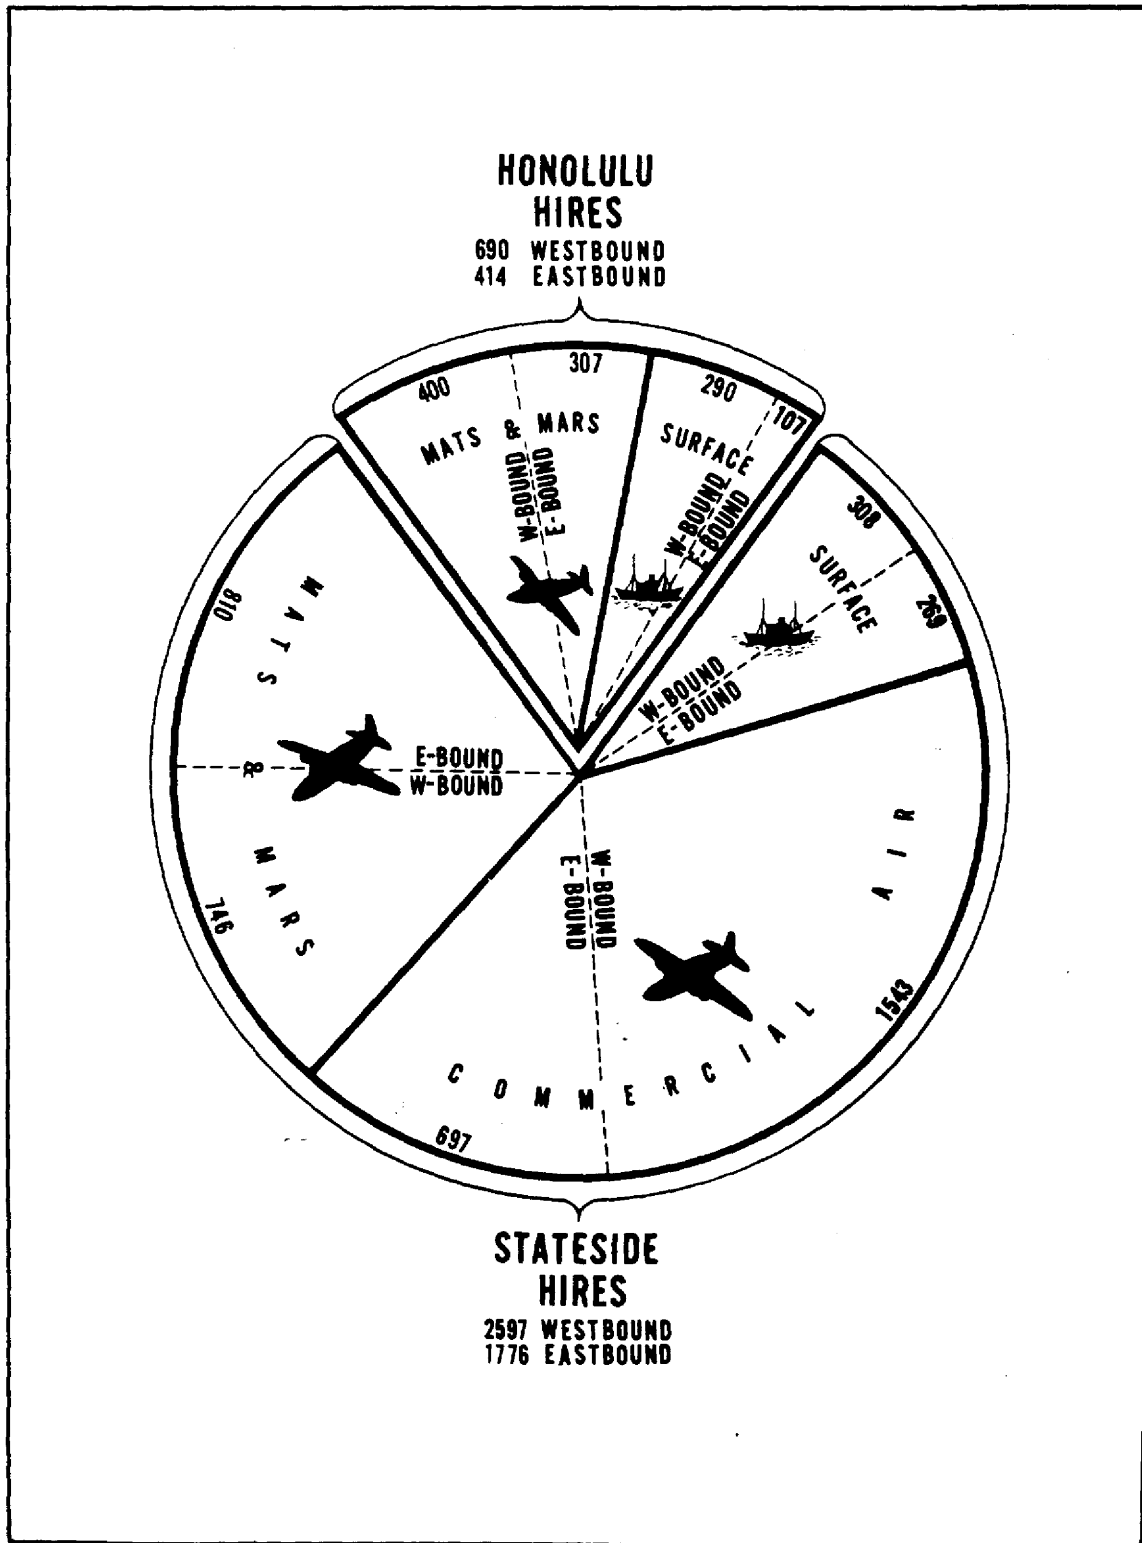 HONOLULU
HIRES
690 WESTBOUND
414 EASTBOUND
400
307
290
107
MATS & MARS
SURFACE
W-BOUND
E-BOUND
W-BOUND
E-BOUND
308
269
SURFACE
W-BOUND
E-BOUND
810
MATS & MARS
E-BOUND
W-BOUND
746
W-BOUND
E-BOUND
COMMERCIAL AIR
1543
697
STATESIDE
HIRES
2597 WESTBOUND
1776 EASTBOUND